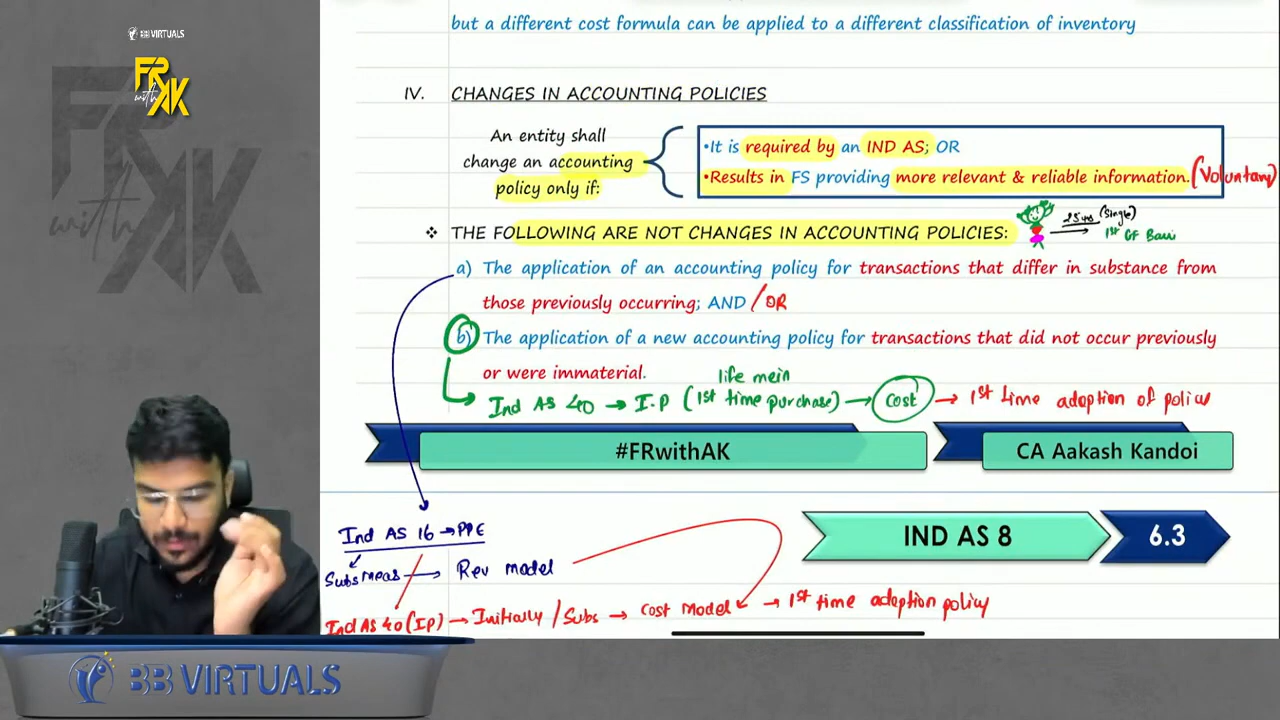 BB VIRTUALS
FR
with
AK
but a different cost formula can be applied to a different classification of inventory
IV. CHANGES IN ACCOUNTING POLICIES
An entity shall
change an accounting
policy only if:
•It is required by an IND AS; OR
•Results in FS providing more relevant & reliable information. (Voluntary)
❖ THE FOLLOWING ARE NOT CHANGES IN ACCOUNTING POLICIES:
(Single)
1st GF
a) The application of an accounting policy for transactions that differ in substance from
those previously occurring; AND / OR
b) The application of a new accounting policy for transactions that did not occur previously
or were immaterial.
life mein
Ind AS 40 → I.P (1st time purchase) → Cost → 1st time adoption of policy
#FRwithAK
CA Aakash Kandoi
IND AS 8
6.3
Ind AS 16 → PPE
Subs Meas → Rev model
Ind AS 40 (IP) → Initially / Subs → Cost Model → 1st time adoption policy
BB VIRTUALS